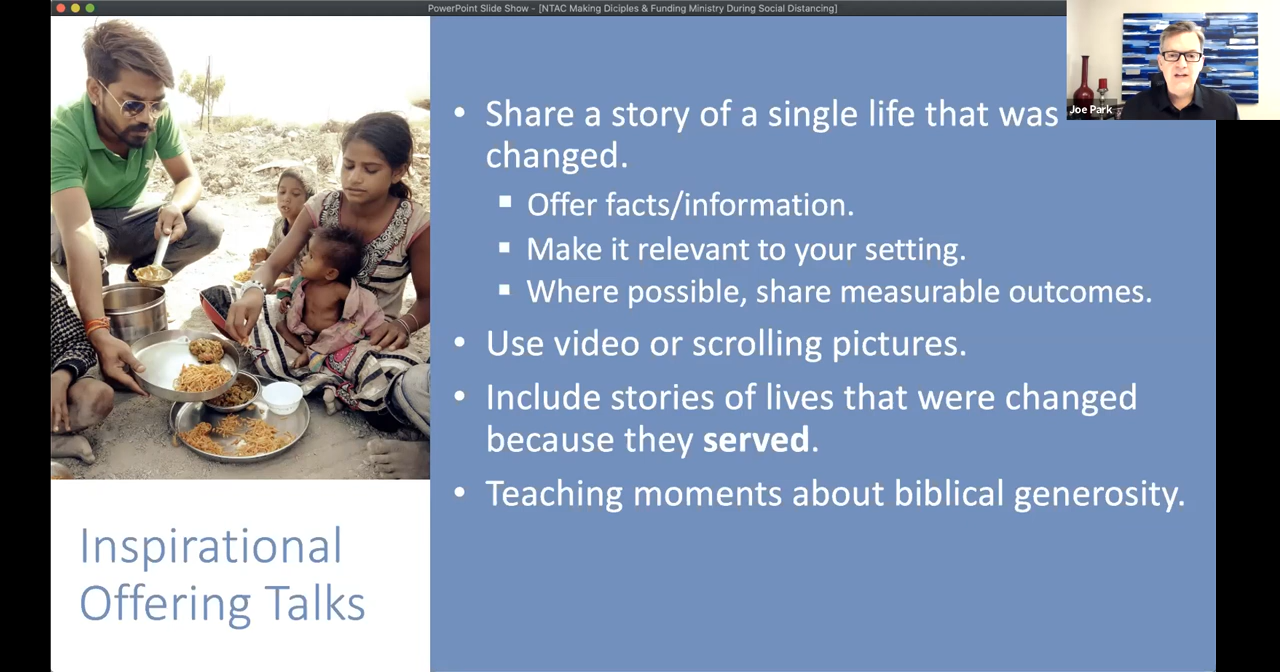 PowerPoint Slide Show - [NTAC Making Diciples & Funding Ministry During Social Distancing]
Joe Park
• Share a story of a single life that was
changed.
▪ Offer facts/information.
▪ Make it relevant to your setting.
▪ Where possible, share measurable outcomes.
• Use video or scrolling pictures.
• Include stories of lives that were changed
because they served.
• Teaching moments about biblical generosity.
Inspirational
Offering Talks